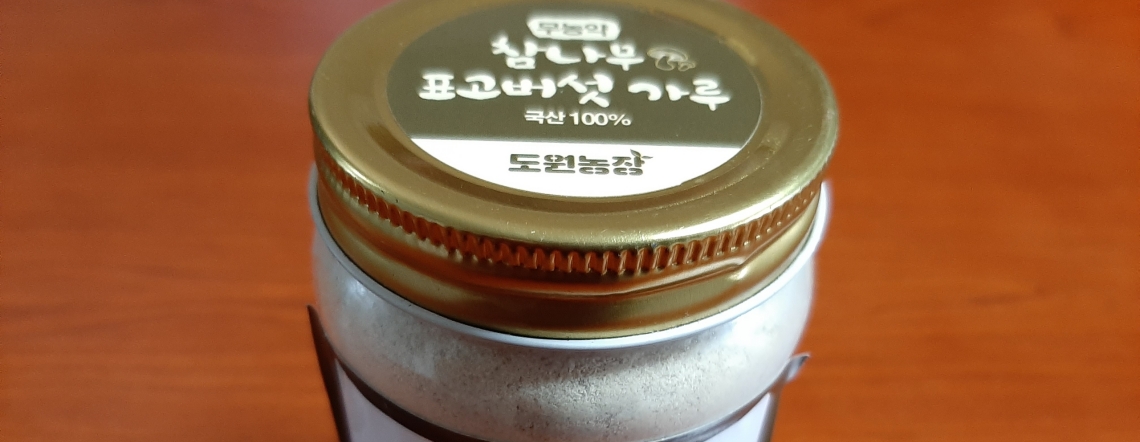 무농약
참나무
표고버섯 가루
국산 100%
도원농장